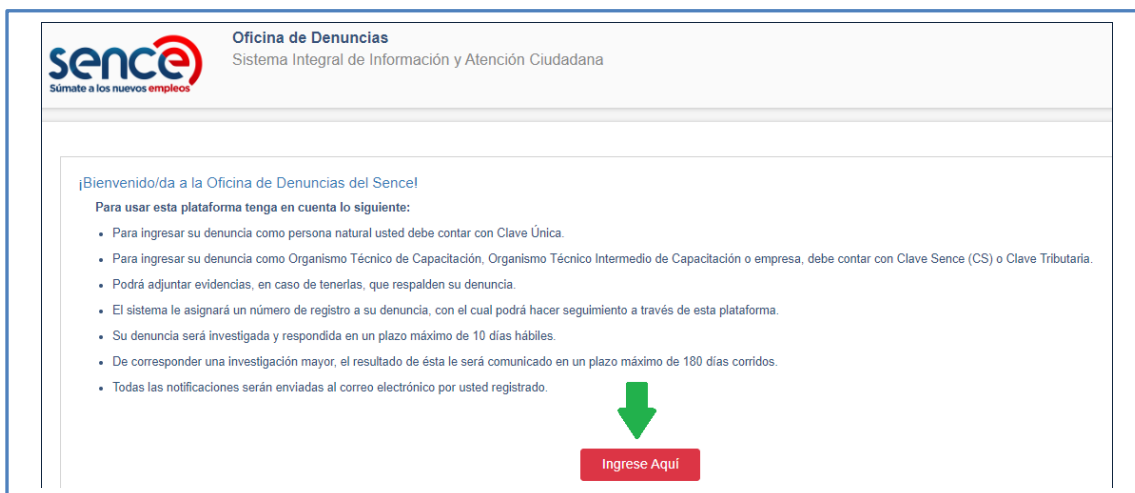 sence
Súmate a los nuevos empleos
Oficina de Denuncias
Sistema Integral de Información y Atención Ciudadana
¡Bienvenido/da a la Oficina de Denuncias del Sence!
Para usar esta plataforma tenga en cuenta lo siguiente:
• Para ingresar su denuncia como persona natural usted debe contar con Clave Única.
• Para ingresar su denuncia como Organismo Técnico de Capacitación, Organismo Técnico Intermedio de Capacitación o empresa, debe contar con Clave Sence (CS) o Clave Tributaria.
• Podrá adjuntar evidencias, en caso de tenerlas, que respalden su denuncia.
• El sistema le asignará un número de registro a su denuncia, con el cual podrá hacer seguimiento a través de esta plataforma.
• Su denuncia será investigada y respondida en un plazo máximo de 10 días hábiles.
• De corresponder una investigación mayor, el resultado de ésta le será comunicado en un plazo máximo de 180 días corridos.
• Todas las notificaciones serán enviadas al correo electrónico por usted registrado.
Ingrese Aquí